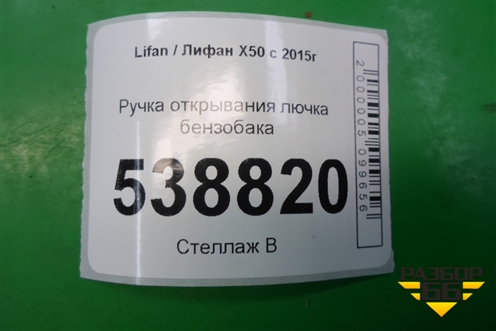 Lifan / Лифан X50 с 2015г
Ручка открывания лючка
бензобака
538820
Стеллаж В
2000005099656
РАЗБОР
66